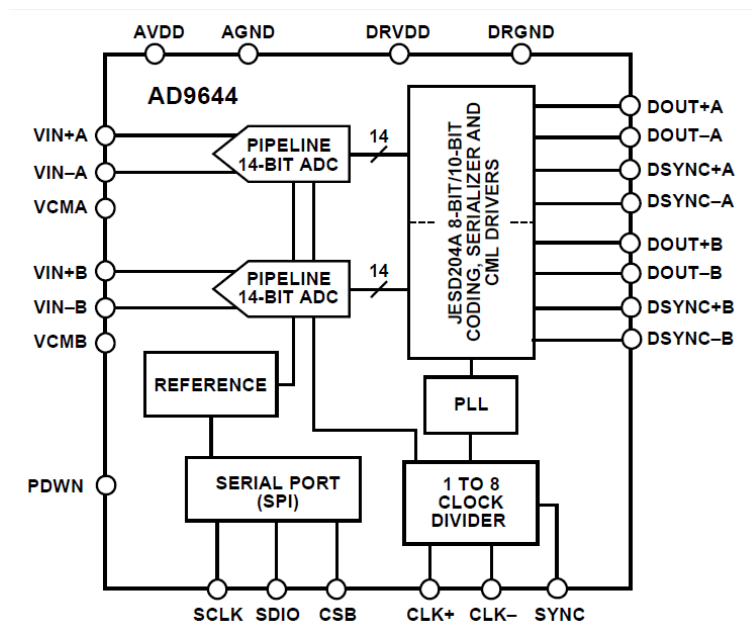 AVDD
AGND
DRVDD
DRGND
AD9644
VIN+A
VIN–A
VCMA
VIN+B
VIN–B
VCMB
PDWN
PIPELINE
14-BIT ADC
14
PIPELINE
14-BIT ADC
14
JESD204A 8-BIT/10-BIT
CODING, SERIALIZER AND
CML DRIVERS
DOUT+A
DOUT–A
DSYNC+A
DSYNC–A
DOUT+B
DOUT–B
DSYNC+B
DSYNC–B
REFERENCE
PLL
SERIAL PORT
(SPI)
1 TO 8
CLOCK
DIVIDER
SCLK
SDIO
CSB
CLK+
CLK–
SYNC